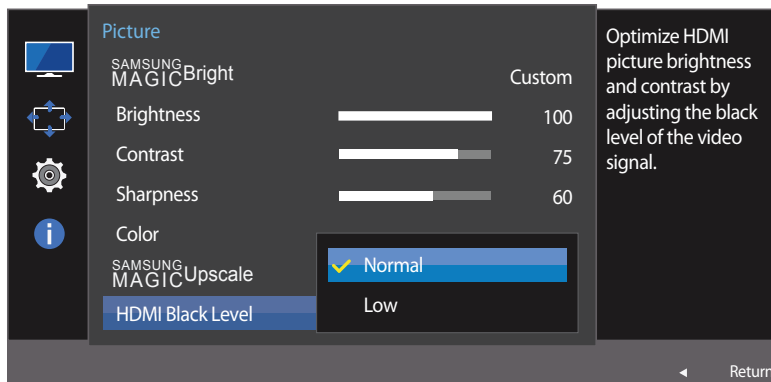 Picture
SAMSUNG
MAGICBright Custom
Brightness 100
Contrast 75
Sharpness 60
Color
SAMSUNG
MAGICUpscale
HDMI Black Level
Normal
Low
Optimize HDMI
picture brightness
and contrast by
adjusting the black
level of the video
signal.
Return